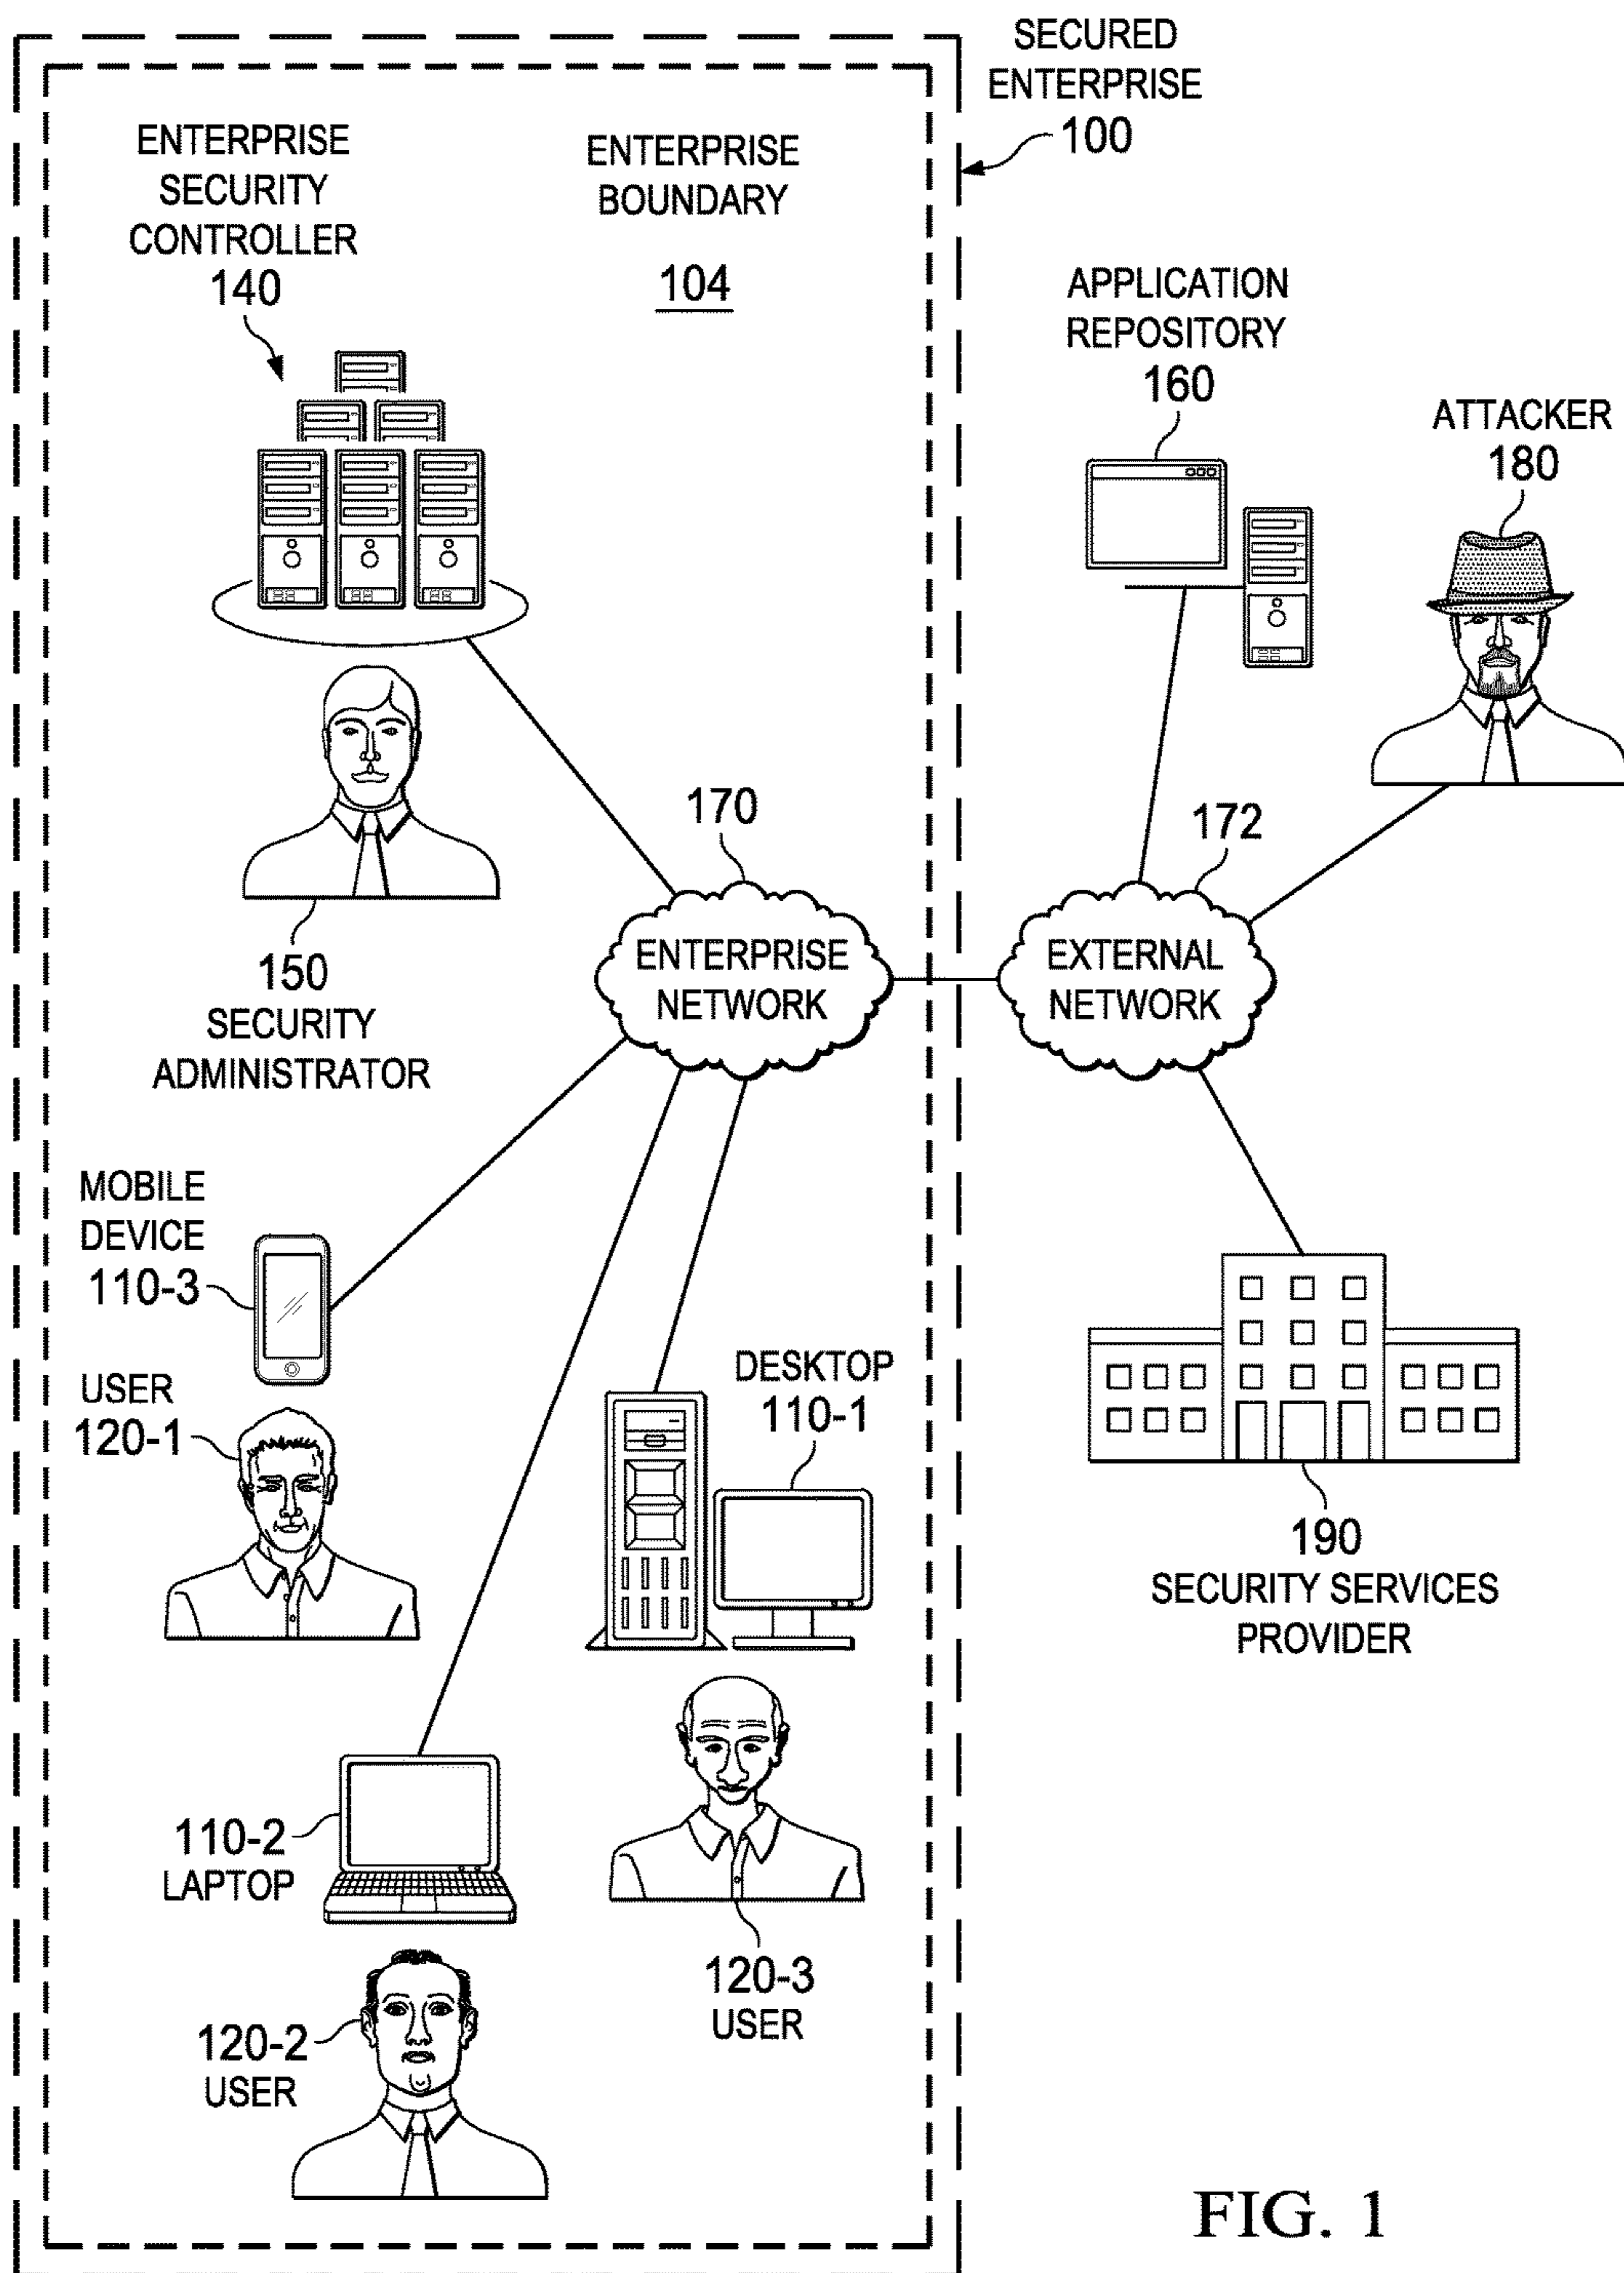 SECURED
ENTERPRISE
100
ENTERPRISE
SECURITY
CONTROLLER
140
ENTERPRISE
BOUNDARY
104
APPLICATION
REPOSITORY
160
ATTACKER
180
170
172
ENTERPRISE
NETWORK
EXTERNAL
NETWORK
150
SECURITY
ADMINISTRATOR
MOBILE
DEVICE
110-3
USER
120-1
DESKTOP
110-1
190
SECURITY SERVICES
PROVIDER
110-2
LAPTOP
120-3
USER
120-2
USER
FIG. 1